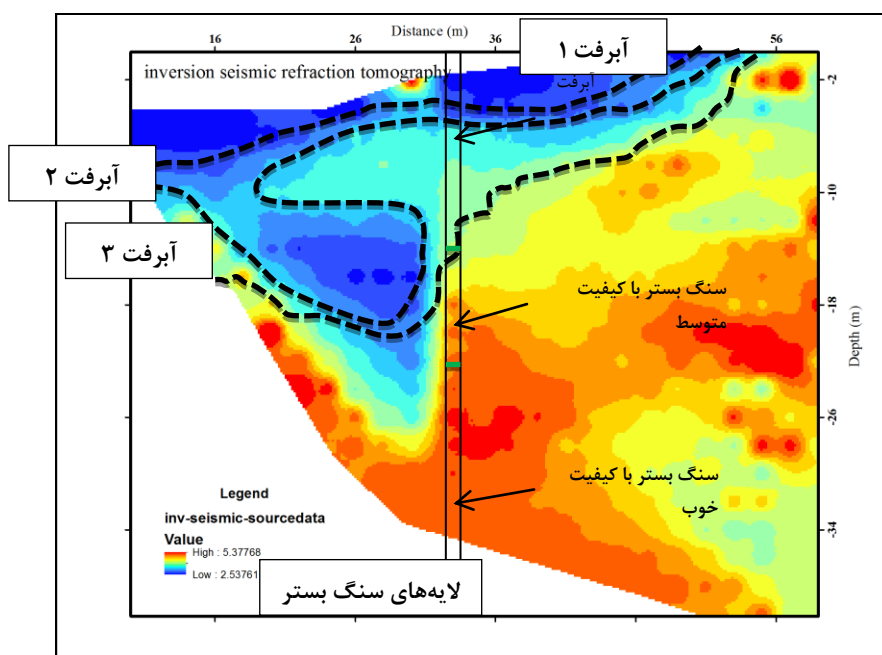 Distance (m)
16 26 36 56
آبرفت ۱
inversion seismic refraction tomography
آبرفت
-2
آبرفت ۲
-10
آبرفت ۳
سنگ بستر با کیفیت
متوسط
-18
Depth (m)
-26
سنگ بستر با کیفیت
خوب
-34
Legend
inv-seismic-sourcedata
Value
High : 5.37768
Low : 2.53761
لایه‌های سنگ بستر